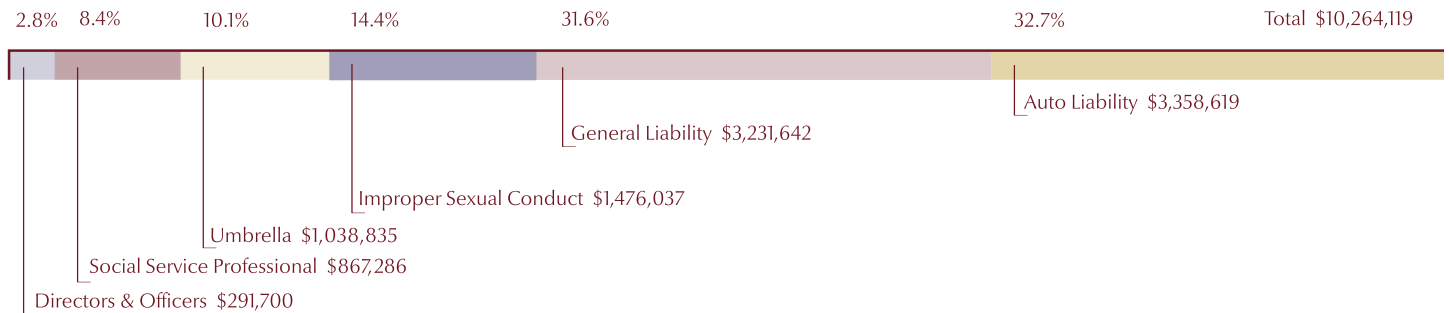 2.8% 8.4% 10.1% 14.4% 31.6% 32.7% Total $10,264,119
Auto Liability $3,358,619
General Liability $3,231,642
Improper Sexual Conduct $1,476,037
Umbrella $1,038,835
Social Service Professional $867,286
Directors & Officers $291,700